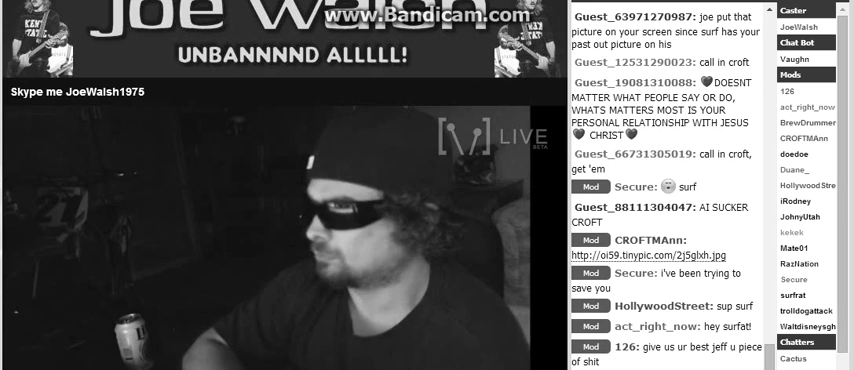 Joe Walsh
www.Bandicam.com
UNBANNNND ALLLLL!
Skype me JoeWalsh1975
[V] LIVE
BETA
Guest_63971270987: joe put that
picture on your screen since surf has your
past out picture on his
Guest_12531290023: call in croft
Guest_19081310088: 🖤DOESNT
MATTER WHAT PEOPLE SAY OR DO,
WHATS MATTERS MOST IS YOUR
PERSONAL RELATIONSHIP WITH JESUS
🖤 CHRIST🖤
Guest_66731305019: call in croft,
get 'em
Mod Secure: surf
Guest_88111304047: AI SUCKER
CROFT
Mod CROFTMAnn:
http://oi59.tinypic.com/2j5glxh.jpg
Mod Secure: i've been trying to
save you
Mod HollywoodStreet: sup surf
Mod act_right_now: hey surfat!
Mod 126: give us ur best jeff u piece
of shit
Caster
JoeWalsh
Chat Bot
Vaughn
Mods
126
act_right_now
BrewDrummer
CROFTMAnn
doedoe
Duane_
HollywoodStre
iRodney
JohnyUtah
kekek
Mate01
RazNation
Secure
surfrat
trolldogattack
Waltdisneysgh
Chatters
Cactus